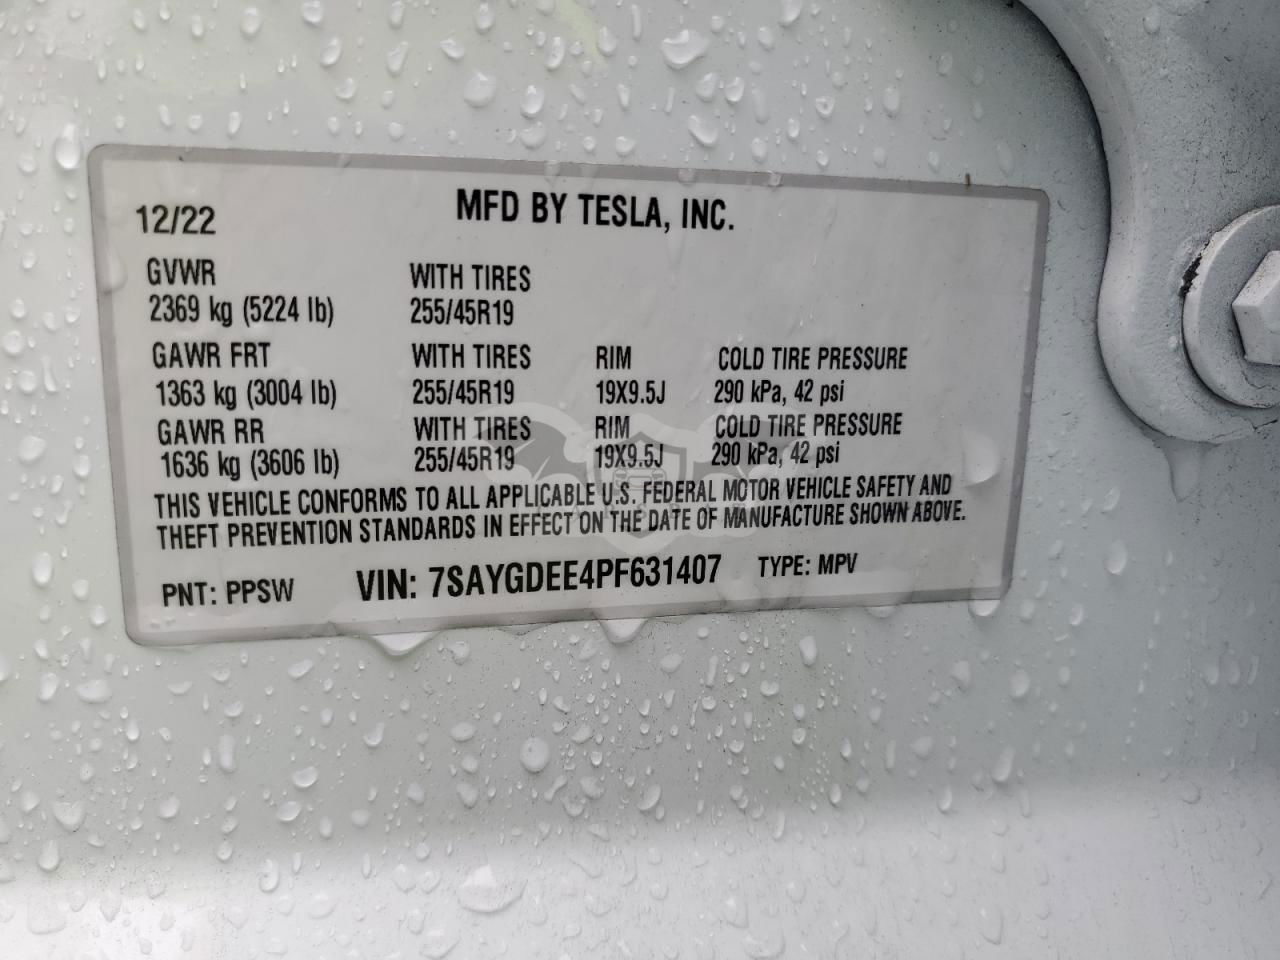 MFD BY TESLA, INC.
12/22
GVWR WITH TIRES
2369 kg (5224 lb) 255/45R19
GAWR FRT WITH TIRES RIM COLD TIRE PRESSURE
1363 kg (3004 lb) 255/45R19 19X9.5J 290 kPa, 42 psi
GAWR RR WITH TIRES RIM COLD TIRE PRESSURE
1636 kg (3606 lb) 255/45R19 19X9.5J 290 kPa, 42 psi
THIS VEHICLE CONFORMS TO ALL APPLICABLE U.S. FEDERAL MOTOR VEHICLE SAFETY AND
THEFT PREVENTION STANDARDS IN EFFECT ON THE DATE OF MANUFACTURE SHOWN ABOVE.
PNT: PPSW VIN: 7SAYGDEE4PF631407 TYPE: MPV